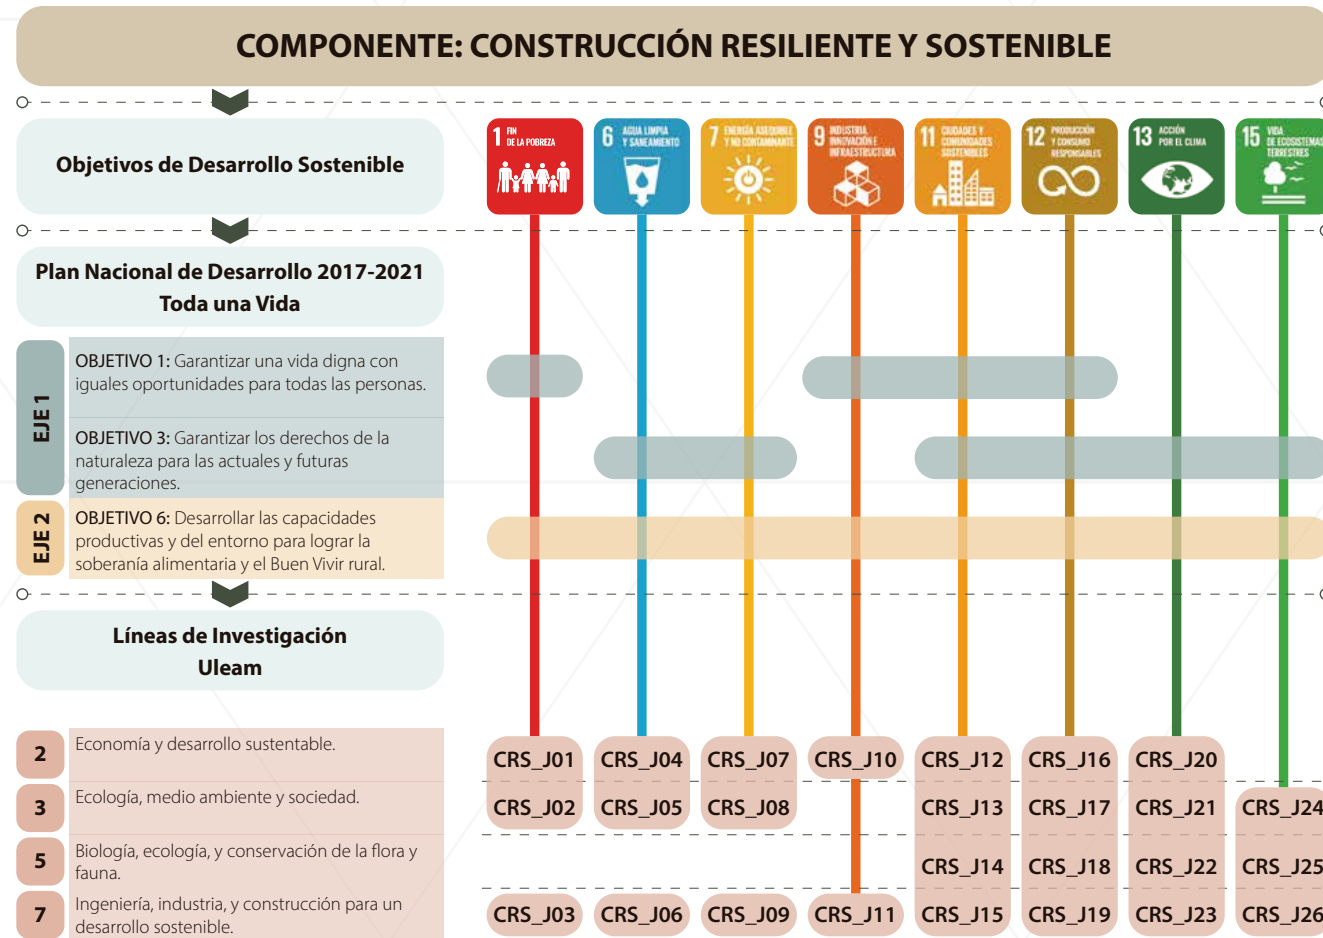 COMPONENTE: CONSTRUCCIÓN RESILIENTE Y SOSTENIBLE
Objetivos de Desarrollo Sostenible
1 FIN
DE LA POBREZA
6 AGUA LIMPIA
Y SANEAMIENTO
7 ENERGÍA ASEQUIBLE
Y NO CONTAMINANTE
9 INDUSTRIA,
INNOVACIÓN E
INFRAESTRUCTURA
11 CIUDADES Y
COMUNIDADES
SOSTENIBLES
12 PRODUCCIÓN
Y CONSUMO
RESPONSABLES
13 ACCIÓN
POR EL CLIMA
15 VIDA
DE ECOSISTEMAS
TERRESTRES
Plan Nacional de Desarrollo 2017-2021
Toda una Vida
EJE 1
OBJETIVO 1: Garantizar una vida digna con
iguales oportunidades para todas las personas.
OBJETIVO 3: Garantizar los derechos de la
naturaleza para las actuales y futuras
generaciones.
EJE 2
OBJETIVO 6: Desarrollar las capacidades
productivas y del entorno para lograr la
soberanía alimentaria y el Buen Vivir rural.
Líneas de Investigación
Uleam
2 Economía y desarrollo sustentable.
CRS_J01 CRS_J04 CRS_J07 CRS_J10 CRS_J12 CRS_J16 CRS_J20
3 Ecología, medio ambiente y sociedad.
CRS_J02 CRS_J05 CRS_J08 CRS_J13 CRS_J17 CRS_J21 CRS_J24
5 Biología, ecología, y conservación de la flora y
fauna.
CRS_J14 CRS_J18 CRS_J22 CRS_J25
7 Ingeniería, industria, y construcción para un
desarrollo sostenible.
CRS_J03 CRS_J06 CRS_J09 CRS_J11 CRS_J15 CRS_J19 CRS_J23 CRS_J26